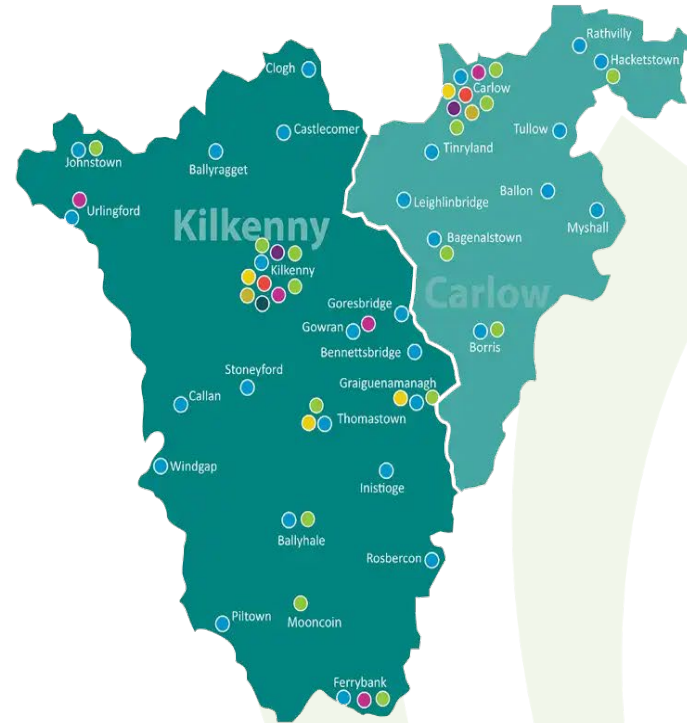 Rathvilly
Hacketstown
Clogh
Carlow
Castlecomer
Tullow
Tinryland
Johnstown
Ballyragget
Ballon
Leighlinbridge
Urlingford
Myshall
Kilkenny
Bagenalstown
Kilkenny
Carlow
Goresbridge
Gowran
Borris
Bennettsbridge
Stoneyford
Graiguenamanagh
Callan
Thomastown
Windgap
Inistioge
Ballyhale
Rosbercon
Piltown
Mooncoin
Ferrybank